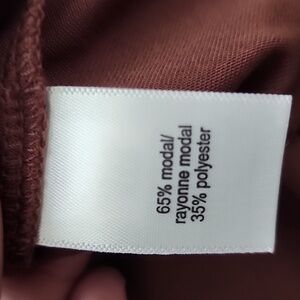 65% modal/
rayonne modal
35% polyester